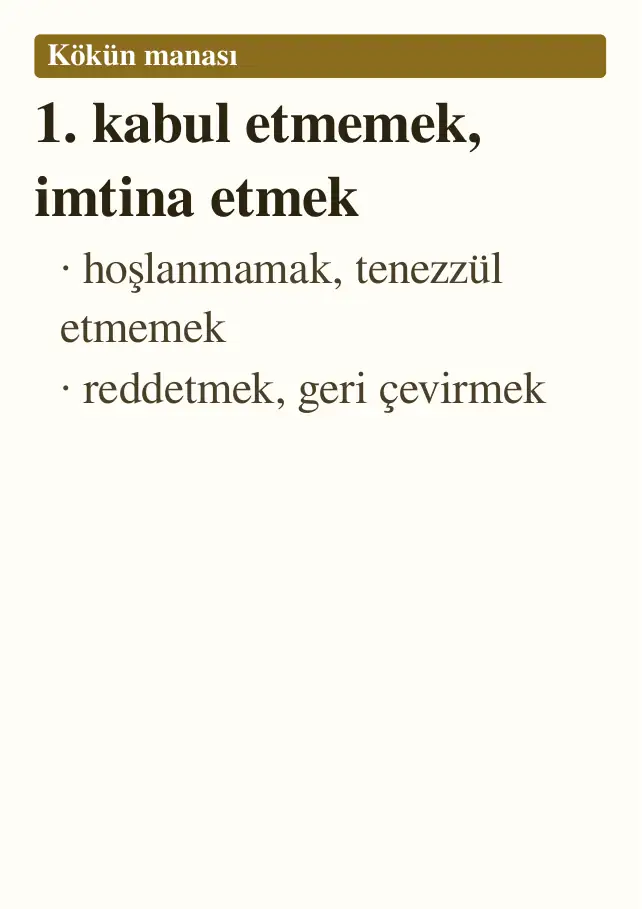 Kökün manası
1. kabul etmemek,
imtina etmek
· hoşlanmamak, tenezzül
etmemek
· reddetmek, geri çevirmek